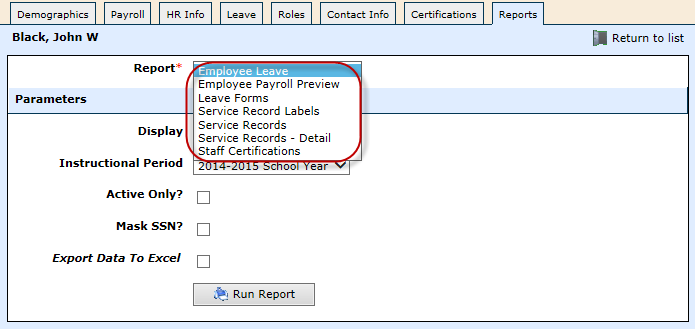 Demographics Payroll HR Info Leave Roles Contact Info Certifications Reports
Black, John W Return to list
Report* Employee Leave
Employee Payroll Preview
Parameters Leave Forms
Service Record Labels
Display Service Records
Service Records - Detail
Staff Certifications
Instructional Period 2014-2015 School Year
Active Only?
Mask SSN?
Export Data To Excel
Run Report